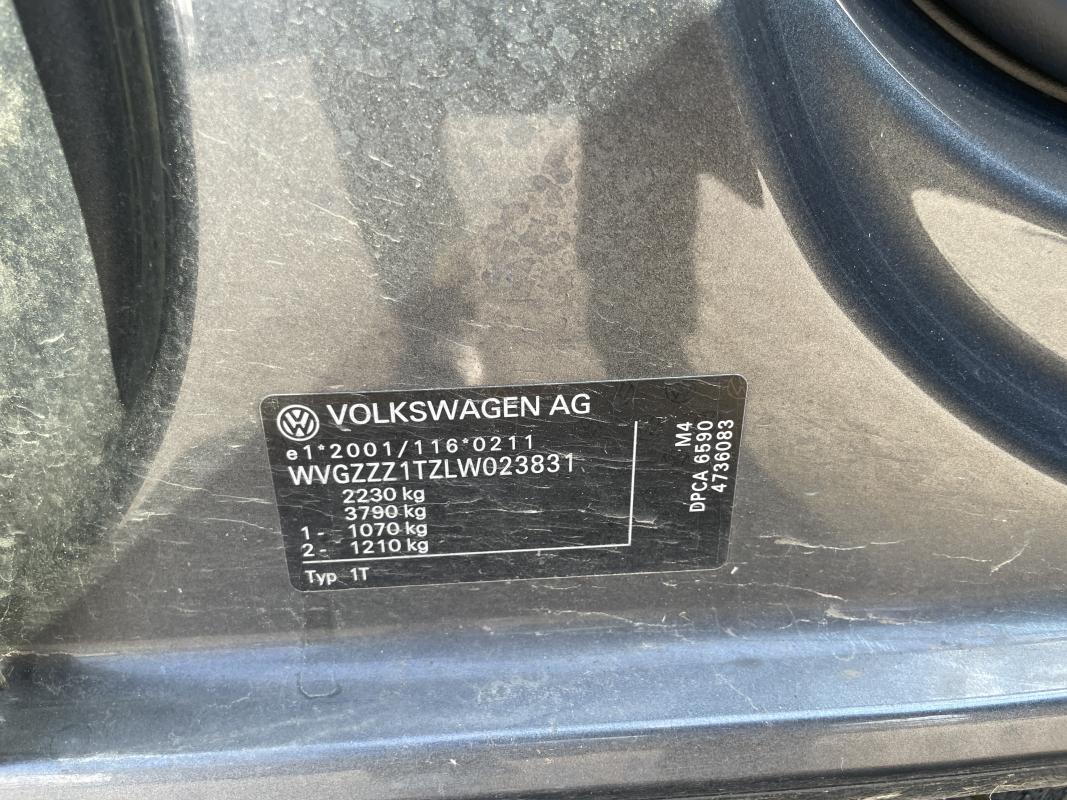 VOLKSWAGEN AG
e1*2001/116*0211
WVGZZZ1TZLW023831
2230 kg
3790 kg
1- 1070 kg
2- 1210 kg
Typ 1T
M4
DPCA 6590
4736083